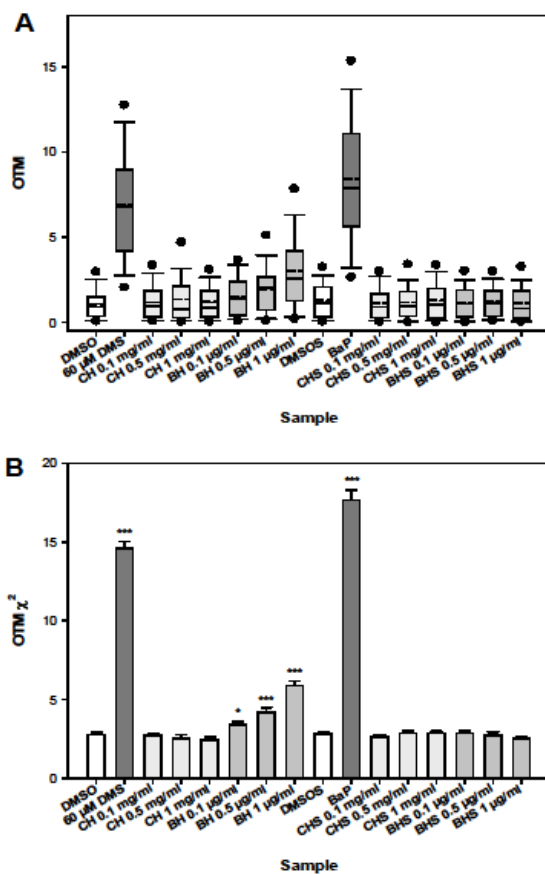 A
15
10
5
0
OTM
DMSO
60 µM DMS
CH 0.1 mg/ml
CH 0.5 mg/ml
CH 1 mg/ml
BH 0.1 µg/ml
BH 0.5 µg/ml
BH 1 µg/ml
DMSOS
BaP
CHS 0.1 mg/ml
CHS 0.5 mg/ml
CHS 1 mg/ml
BHS 0.1 µg/ml
BHS 0.5 µg/ml
BHS 1 µg/ml
Sample
B
20
15
10
5
0
OTM χ²
***
*
***
***
***
DMSO
60 µM DMS
CH 0.1 mg/ml
CH 0.5 mg/ml
CH 1 mg/ml
BH 0.1 µg/ml
BH 0.5 µg/ml
BH 1 µg/ml
DMSOS
BaP
CHS 0.1 mg/ml
CHS 0.5 mg/ml
CHS 1 mg/ml
BHS 0.1 µg/ml
BHS 0.5 µg/ml
BHS 1 µg/ml
Sample